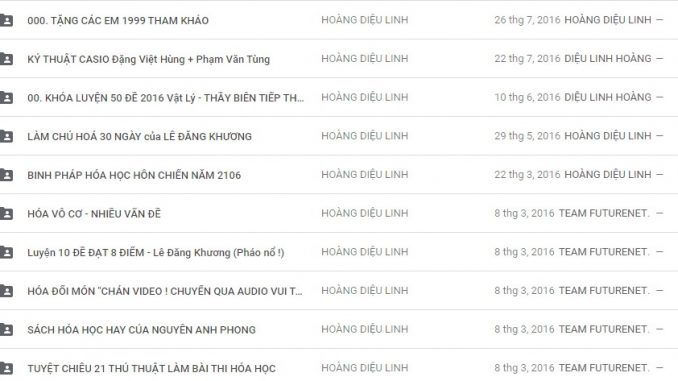 000. TẶNG CÁC EM 1999 THAM KHẢO HOÀNG DIỆU LINH 26 thg 7, 2016 HOÀNG DIỆU LINH —
KỸ THUẬT CASIO Đặng Việt Hùng + Phạm Văn Tùng HOÀNG DIỆU LINH 22 thg 7, 2016 DIỆU LINH HOÀNG —
00. KHÓA LUYỆN 50 ĐỀ 2016 Vật Lý - THẦY BIÊN TIẾP TH... HOÀNG DIỆU LINH 10 thg 6, 2016 DIỆU LINH HOÀNG —
LÀM CHỦ HOÁ 30 NGÀY của LÊ ĐĂNG KHƯƠNG HOÀNG DIỆU LINH 29 thg 5, 2016 HOÀNG DIỆU LINH —
BINH PHÁP HÓA HỌC HỖN CHIẾN NĂM 2106 HOÀNG DIỆU LINH 22 thg 3, 2016 HOÀNG DIỆU LINH —
HÓA VÔ CƠ - NHIỀU VẤN ĐỀ HOÀNG DIỆU LINH 8 thg 3, 2016 TEAM FUTURENET. —
Luyện 10 ĐỀ ĐẠT 8 ĐIỂM - Lê Đăng Khương (Pháo nổ !) HOÀNG DIỆU LINH 8 thg 3, 2016 TEAM FUTURENET. —
HÓA ĐỔI MÓN "CHÁN VIDEO ! CHUYỂN QUA AUDIO VUI T... HOÀNG DIỆU LINH 8 thg 3, 2016 TEAM FUTURENET. —
SÁCH HÓA HỌC HAY CỦA NGUYỄN ANH PHONG HOÀNG DIỆU LINH 8 thg 3, 2016 TEAM FUTURENET. —
TUYỆT CHIÊU 21 THỦ THUẬT LÀM BÀI THI HÓA HỌC HOÀNG DIỆU LINH 8 thg 3, 2016 TEAM FUTURENET. —